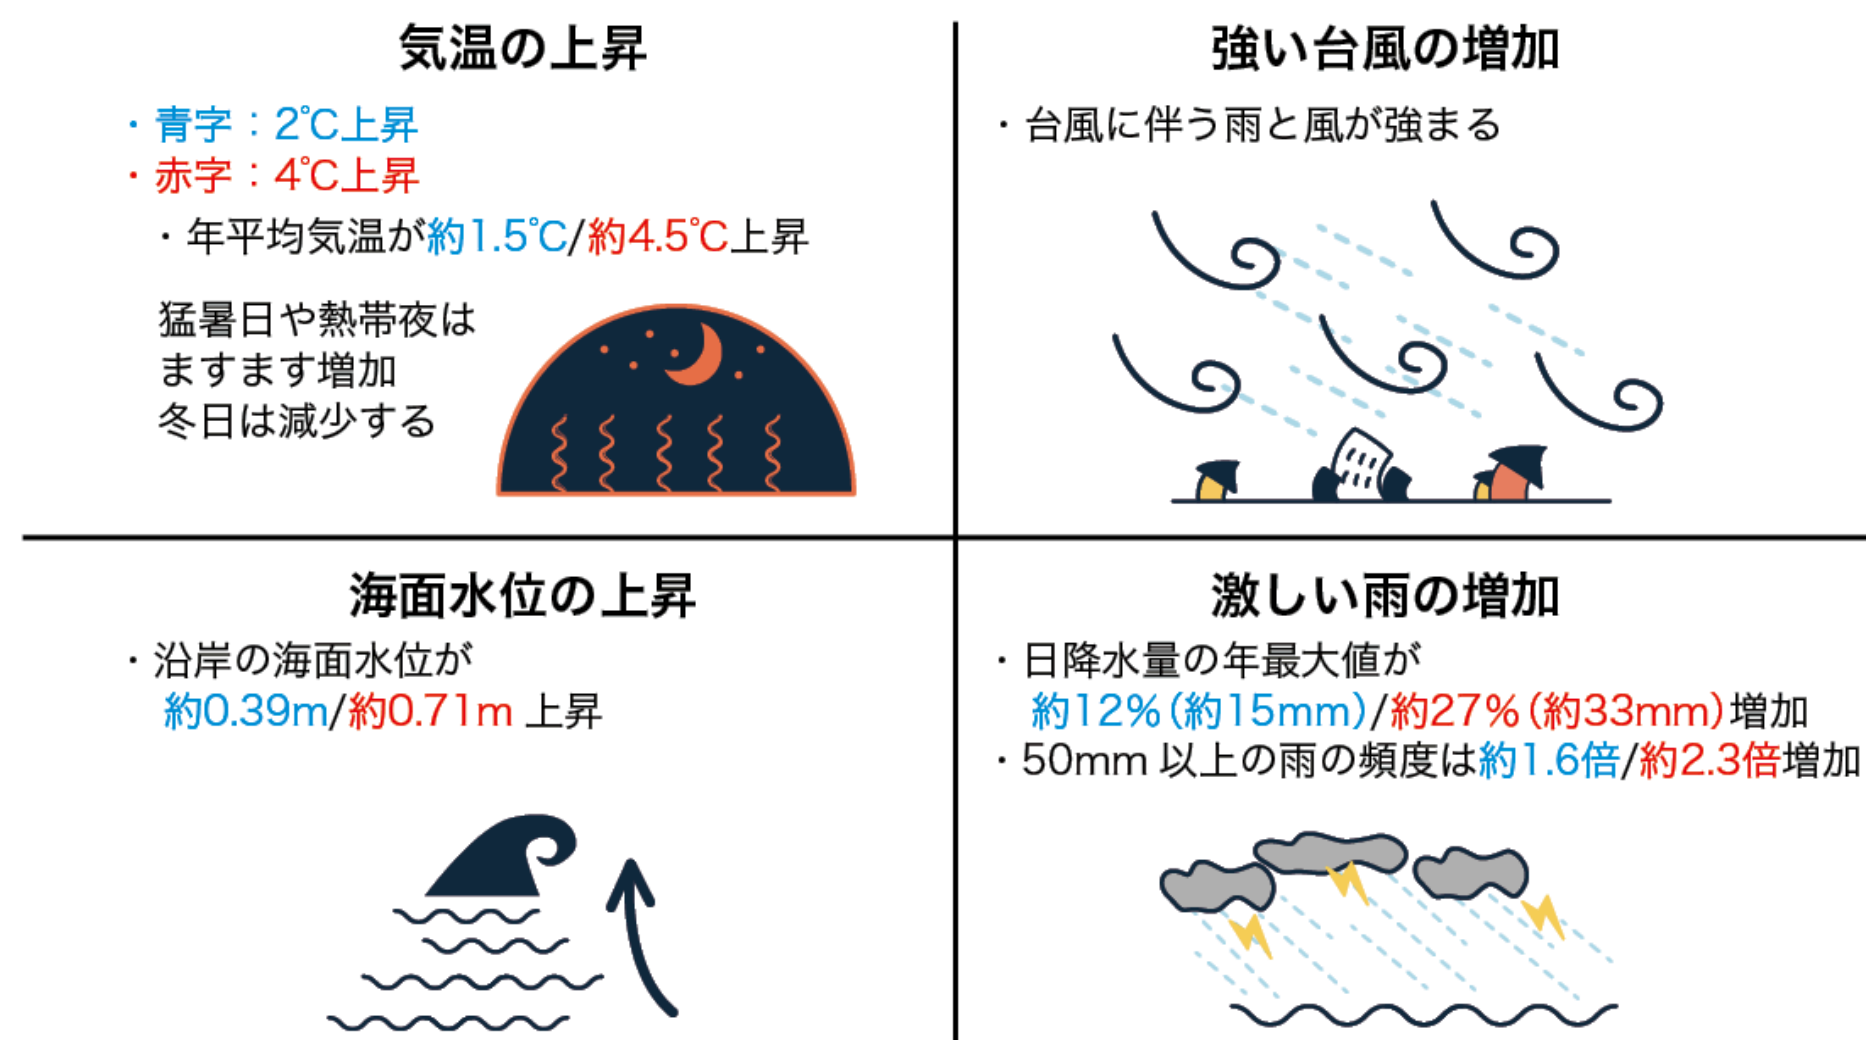 気温の上昇
・青字：2℃上昇
・赤字：4℃上昇
・年平均気温が約1.5℃/約4.5℃上昇
猛暑日や熱帯夜は
ますます増加
冬日は減少する
強い台風の増加
・台風に伴う雨と風が強まる
海面水位の上昇
・沿岸の海面水位が
約0.39m/約0.71m 上昇
激しい雨の増加
・日降水量の年最大値が
約12%（約15mm）/約27%（約33mm）増加
・50mm 以上の雨の頻度は約1.6倍/約2.3倍増加